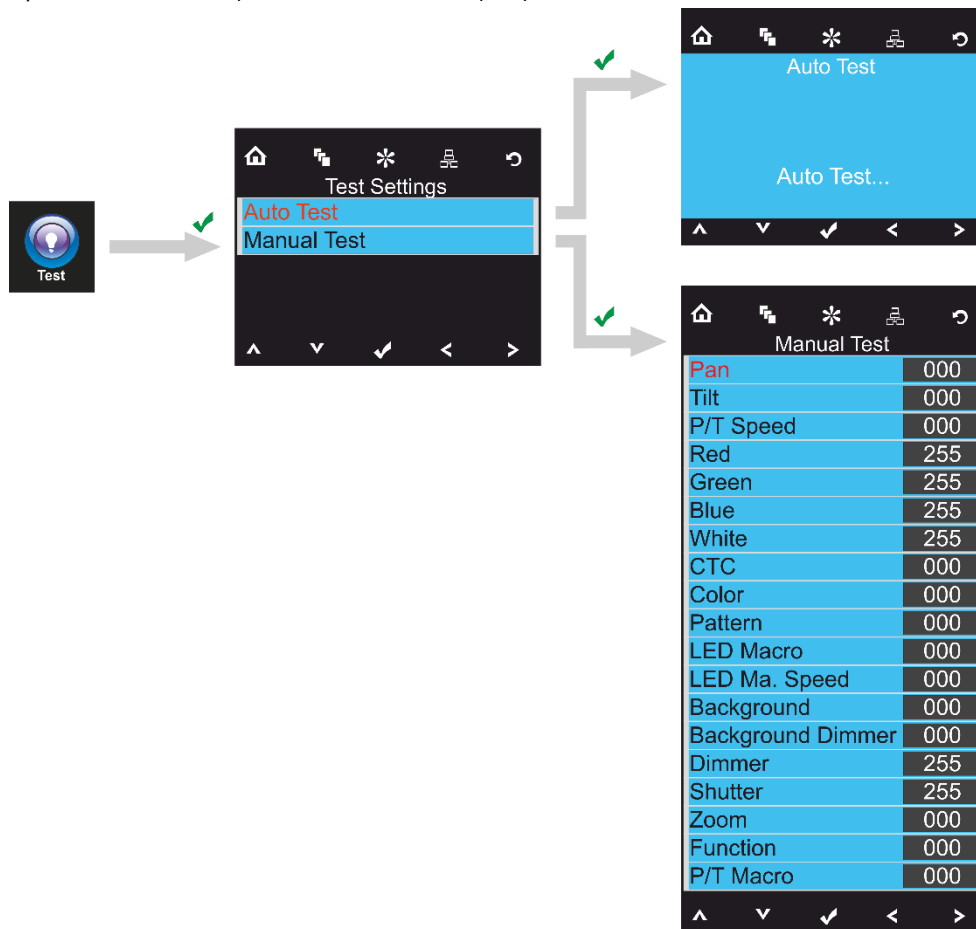 Test
Test Settings
Auto Test
Manual Test
Auto Test
Auto Test...
Manual Test
Pan 000
Tilt 000
P/T Speed 000
Red 255
Green 255
Blue 255
White 255
CTC 000
Color 000
Pattern 000
LED Macro 000
LED Ma. Speed 000
Background 000
Background Dimmer 000
Dimmer 255
Shutter 255
Zoom 000
Function 000
P/T Macro 000